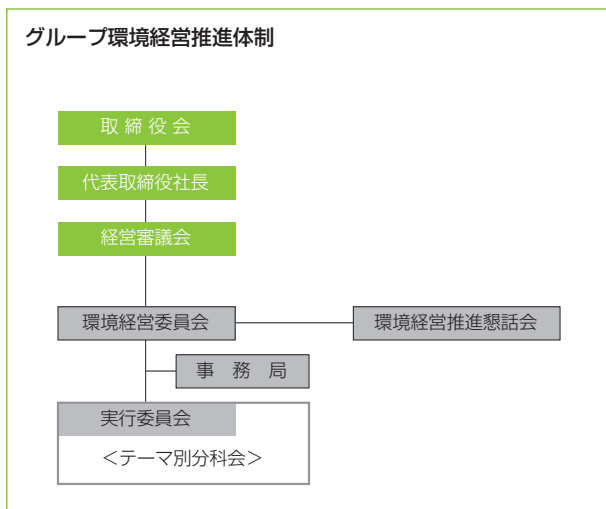 グループ環境経営推進体制
取 締 役 会
代表取締役社長
経営審議会
環境経営委員会
環境経営推進懇話会
事 務 局
実行委員会
＜テーマ別分科会＞